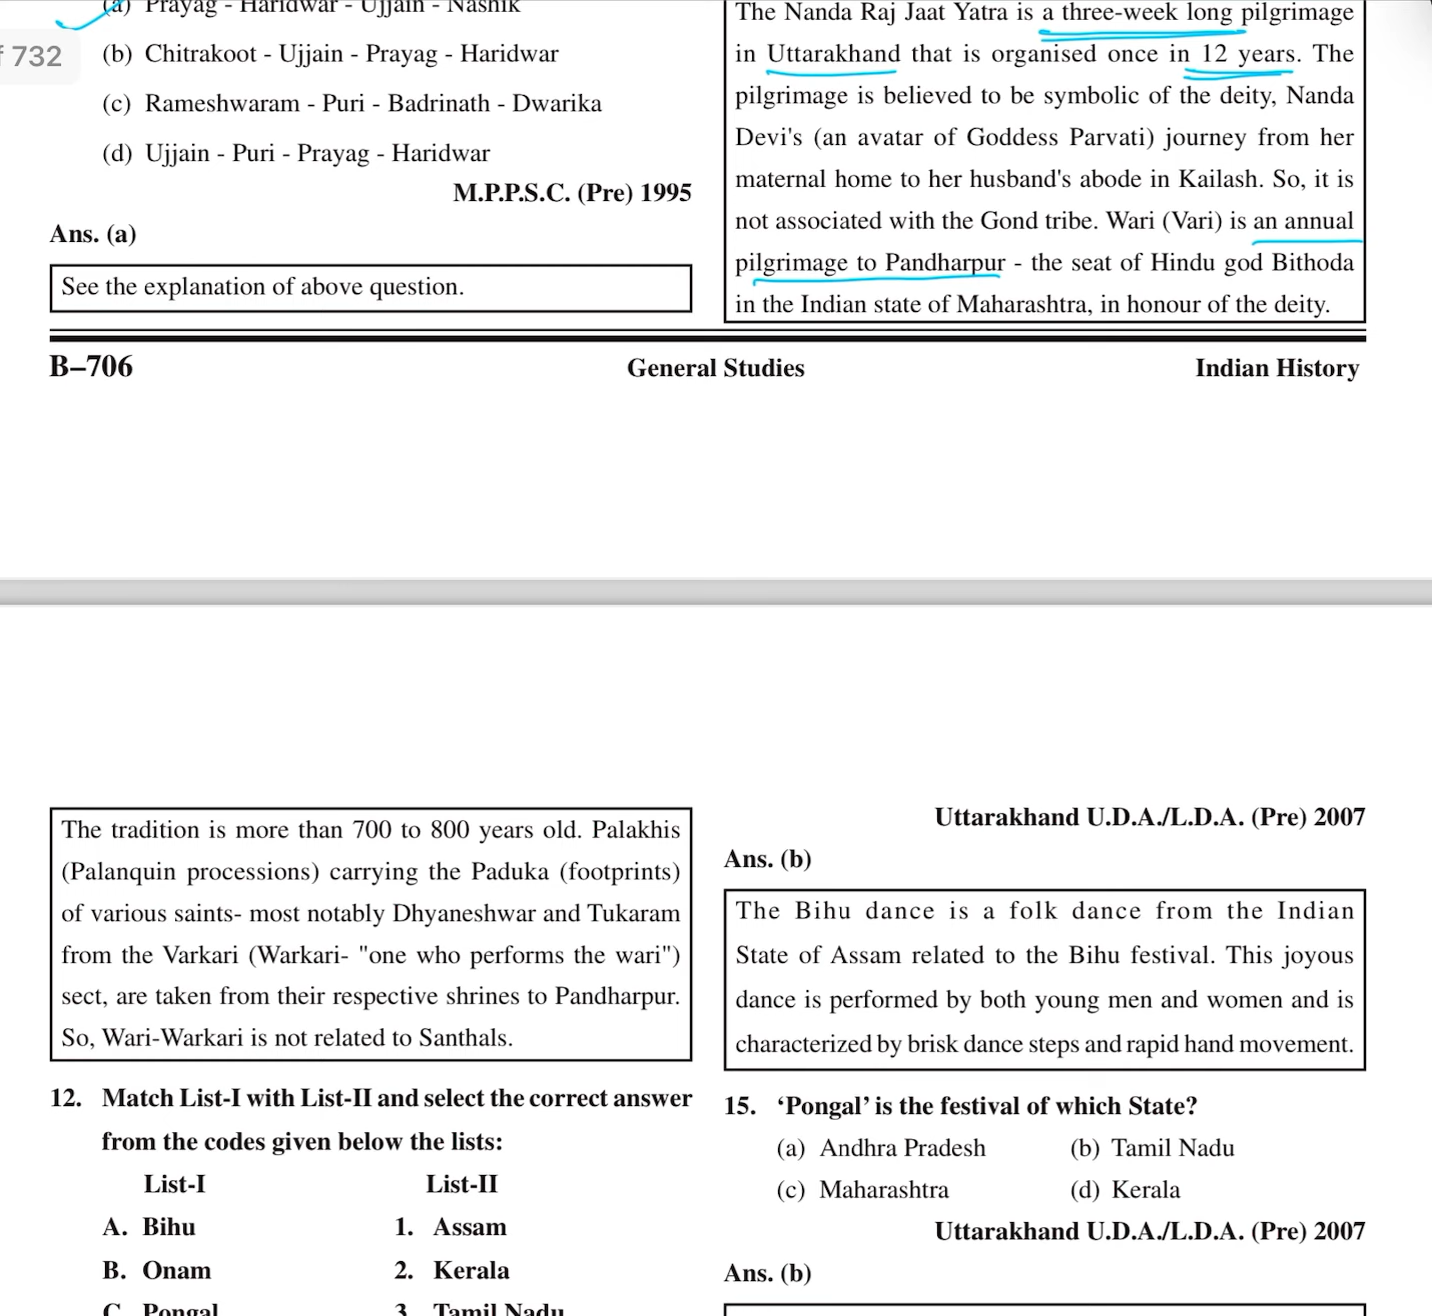 (a) Prayag - Haridwar - Ujjain - Nashik
732
(b) Chitrakoot - Ujjain - Prayag - Haridwar
(c) Rameshwaram - Puri - Badrinath - Dwarika
(d) Ujjain - Puri - Prayag - Haridwar
M.P.P.S.C. (Pre) 1995
Ans. (a)
See the explanation of above question.
The Nanda Raj Jaat Yatra is a three-week long pilgrimage
in Uttarakhand that is organised once in 12 years. The
pilgrimage is believed to be symbolic of the deity, Nanda
Devi's (an avatar of Goddess Parvati) journey from her
maternal home to her husband's abode in Kailash. So, it is
not associated with the Gond tribe. Wari (Vari) is an annual
pilgrimage to Pandharpur - the seat of Hindu god Bithoda
in the Indian state of Maharashtra, in honour of the deity.
B–706 General Studies Indian History
The tradition is more than 700 to 800 years old. Palakhis
(Palanquin processions) carrying the Paduka (footprints)
of various saints- most notably Dhyaneshwar and Tukaram
from the Varkari (Warkari- "one who performs the wari")
sect, are taken from their respective shrines to Pandharpur.
So, Wari-Warkari is not related to Santhals.
12. Match List-I with List-II and select the correct answer
from the codes given below the lists:
List-I List-II
A. Bihu 1. Assam
B. Onam 2. Kerala
C. Pongal 3. Tamil Nadu
Uttarakhand U.D.A./L.D.A. (Pre) 2007
Ans. (b)
The Bihu dance is a folk dance from the Indian
State of Assam related to the Bihu festival. This joyous
dance is performed by both young men and women and is
characterized by brisk dance steps and rapid hand movement.
15. ‘Pongal’ is the festival of which State?
(a) Andhra Pradesh (b) Tamil Nadu
(c) Maharashtra (d) Kerala
Uttarakhand U.D.A./L.D.A. (Pre) 2007
Ans. (b)